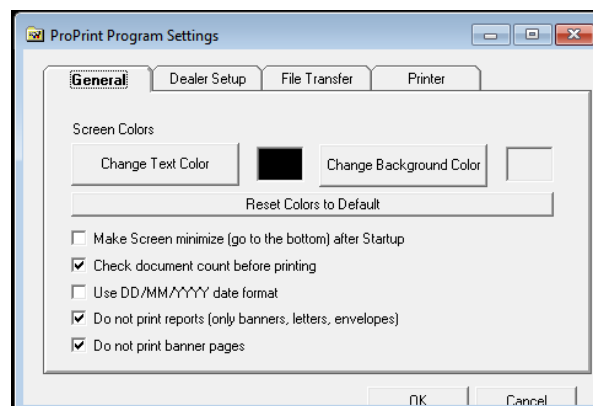 ProPrint Program Settings
General Dealer Setup File Transfer Printer
Screen Colors
Change Text Color Change Background Color
Reset Colors to Default
Make Screen minimize (go to the bottom) after Startup
Check document count before printing
Use DD/MM/YYYY date format
Do not print reports (only banners, letters, envelopes)
Do not print banner pages
OK Cancel